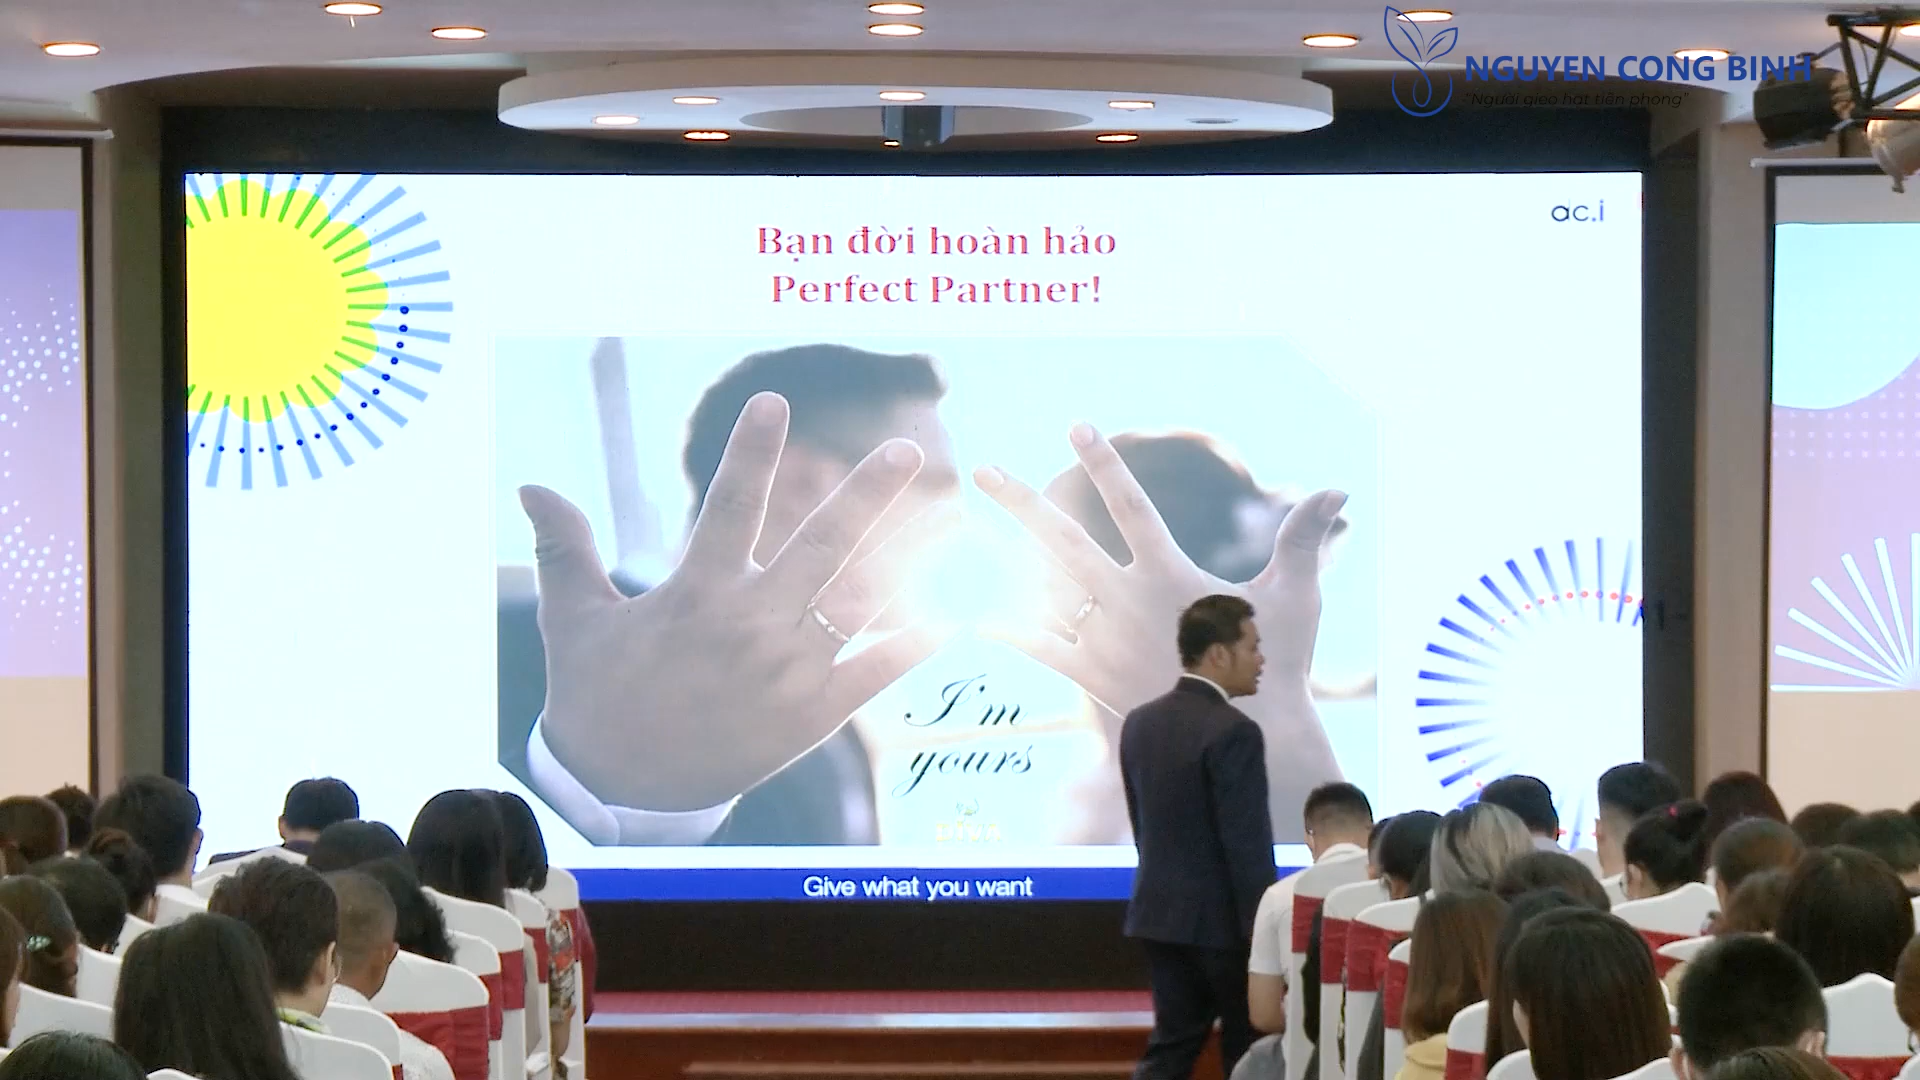 NGUYEN CONG BINH
"Người gieo hạt tiên phong"
ac.i
Bạn đời hoàn hảo
Perfect Partner!
I'm
yours
DIVA
Give what you want